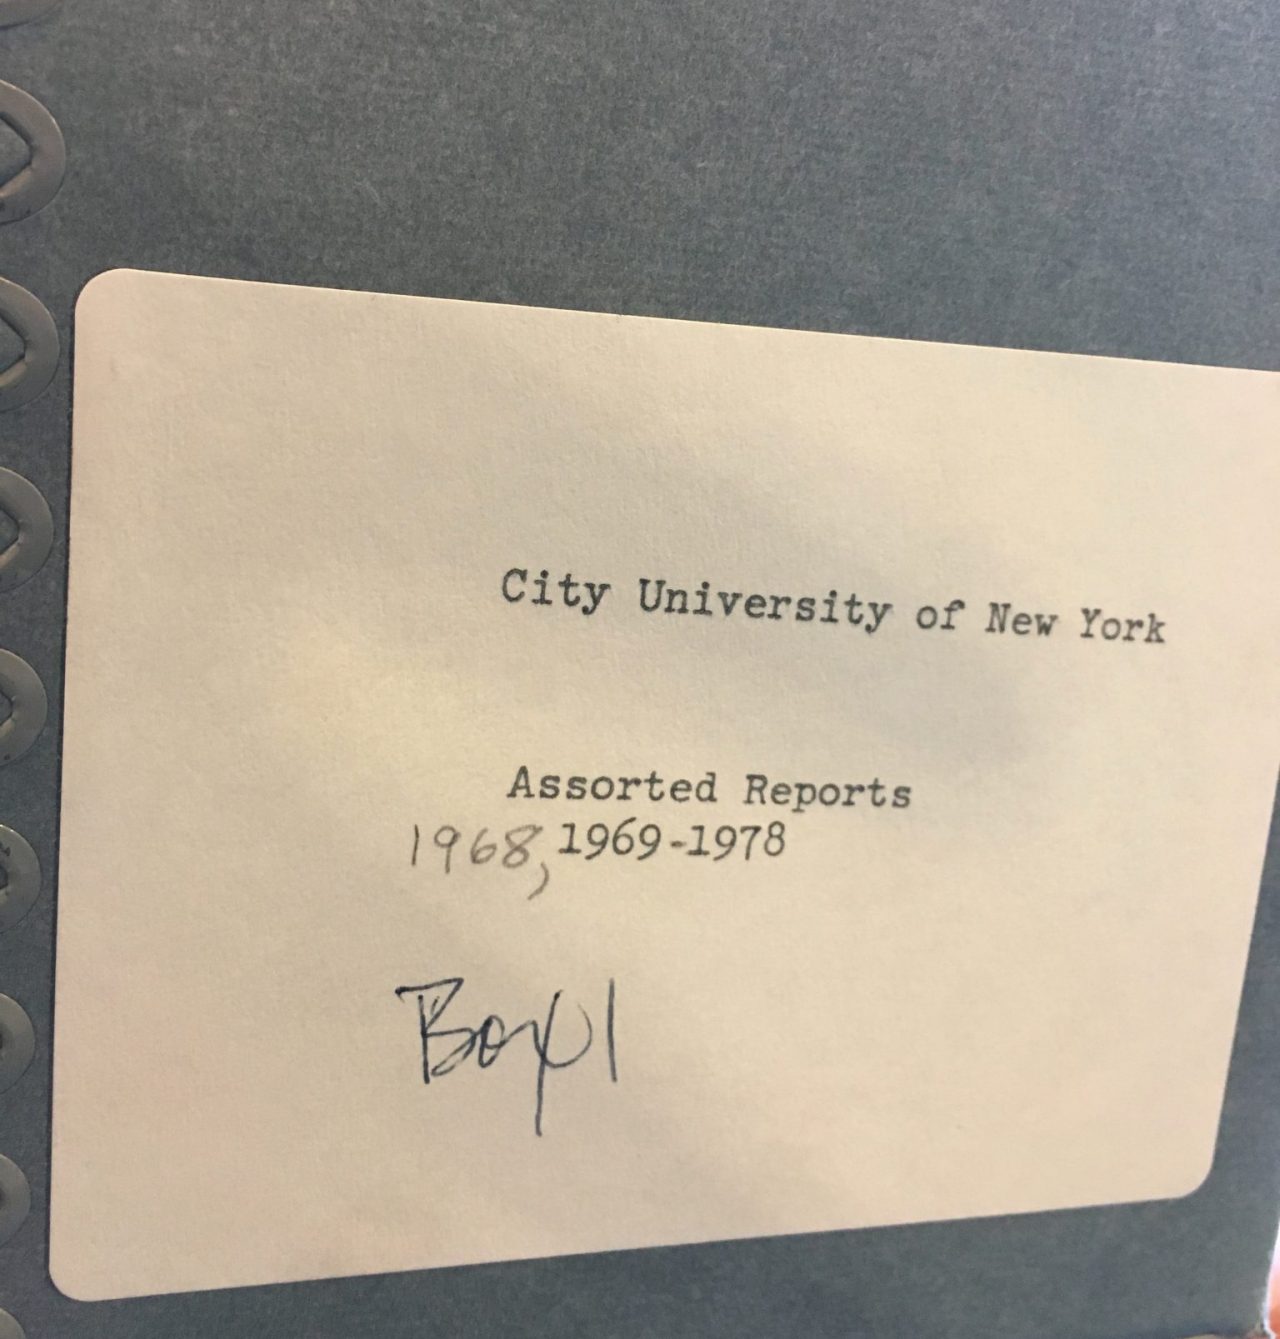 City University of New York
Assorted Reports
1968, 1969-1978
Box 1